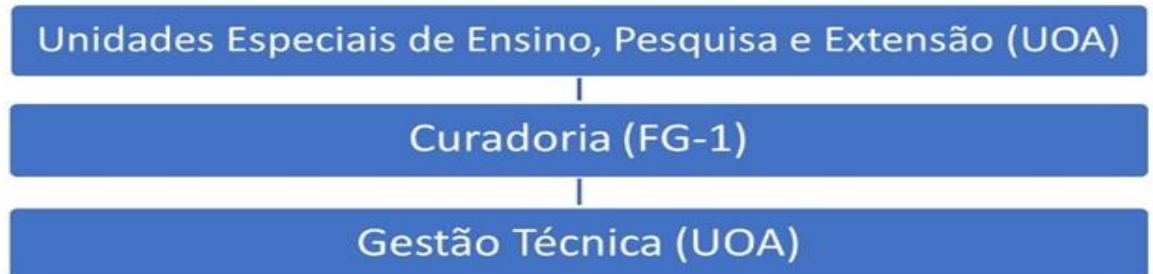 Unidades Especiais de Ensino, Pesquisa e Extensão (UOA)
Curadoria (FG-1)
Gestão Técnica (UOA)